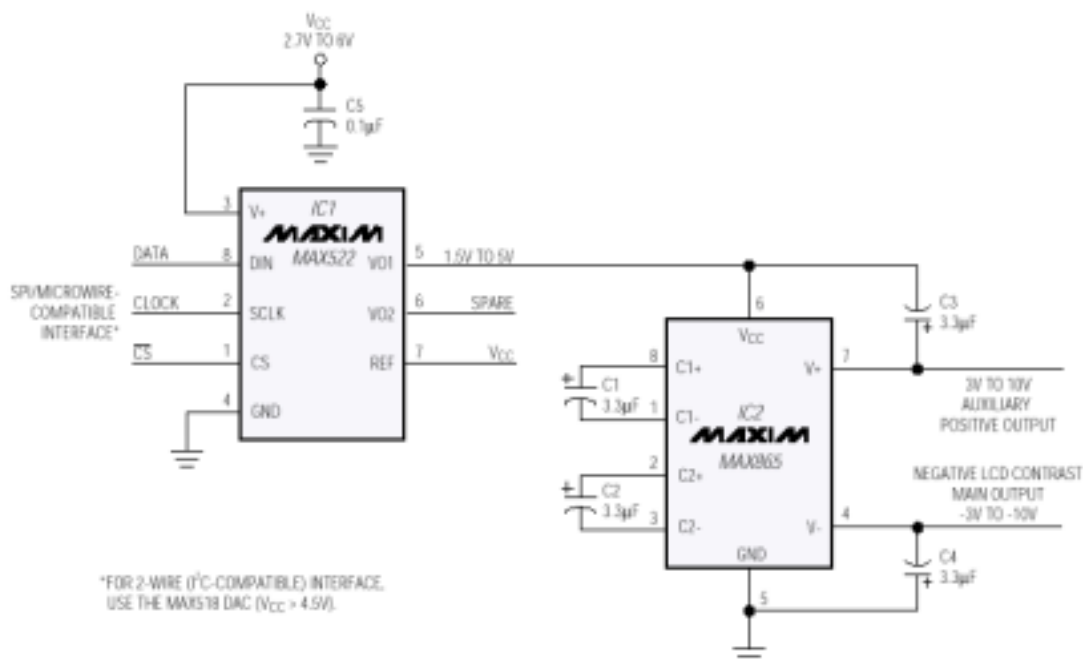 VCC
2.7V TO 6V
C5
0.1µF
3
V+
IC1
MAXIM
MAX522
DATA
8
DIN
VO1
5
1.5V TO 5V
SPI/MICROWIRE-
COMPATIBLE
INTERFACE*
CLOCK
2
SCLK
VO2
6
SPARE
CS
1
CS
REF
7
VCC
4
GND
6
VCC
C3
3.3µF
8
C1+
V+
7
C1
3.3µF
1
C1-
IC2
MAXIM
MAX865
3V TO 10V
AUXILIARY
POSITIVE OUTPUT
2
C2+
C2
3.3µF
3
C2-
NEGATIVE LCD CONTRAST
MAIN OUTPUT
-3V TO -10V
V-
4
GND
5
C4
3.3µF
*FOR 2-WIRE (I²C-COMPATIBLE) INTERFACE,
USE THE MAX518 DAC (VCC > 4.5V).